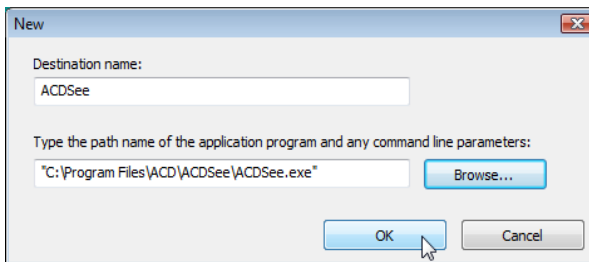 New
Destination name:
ACDSee
Type the path name of the application program and any command line parameters:
"C:\Program Files\ACD\ACDSee\ACDSee.exe"
Browse...
OK
Cancel